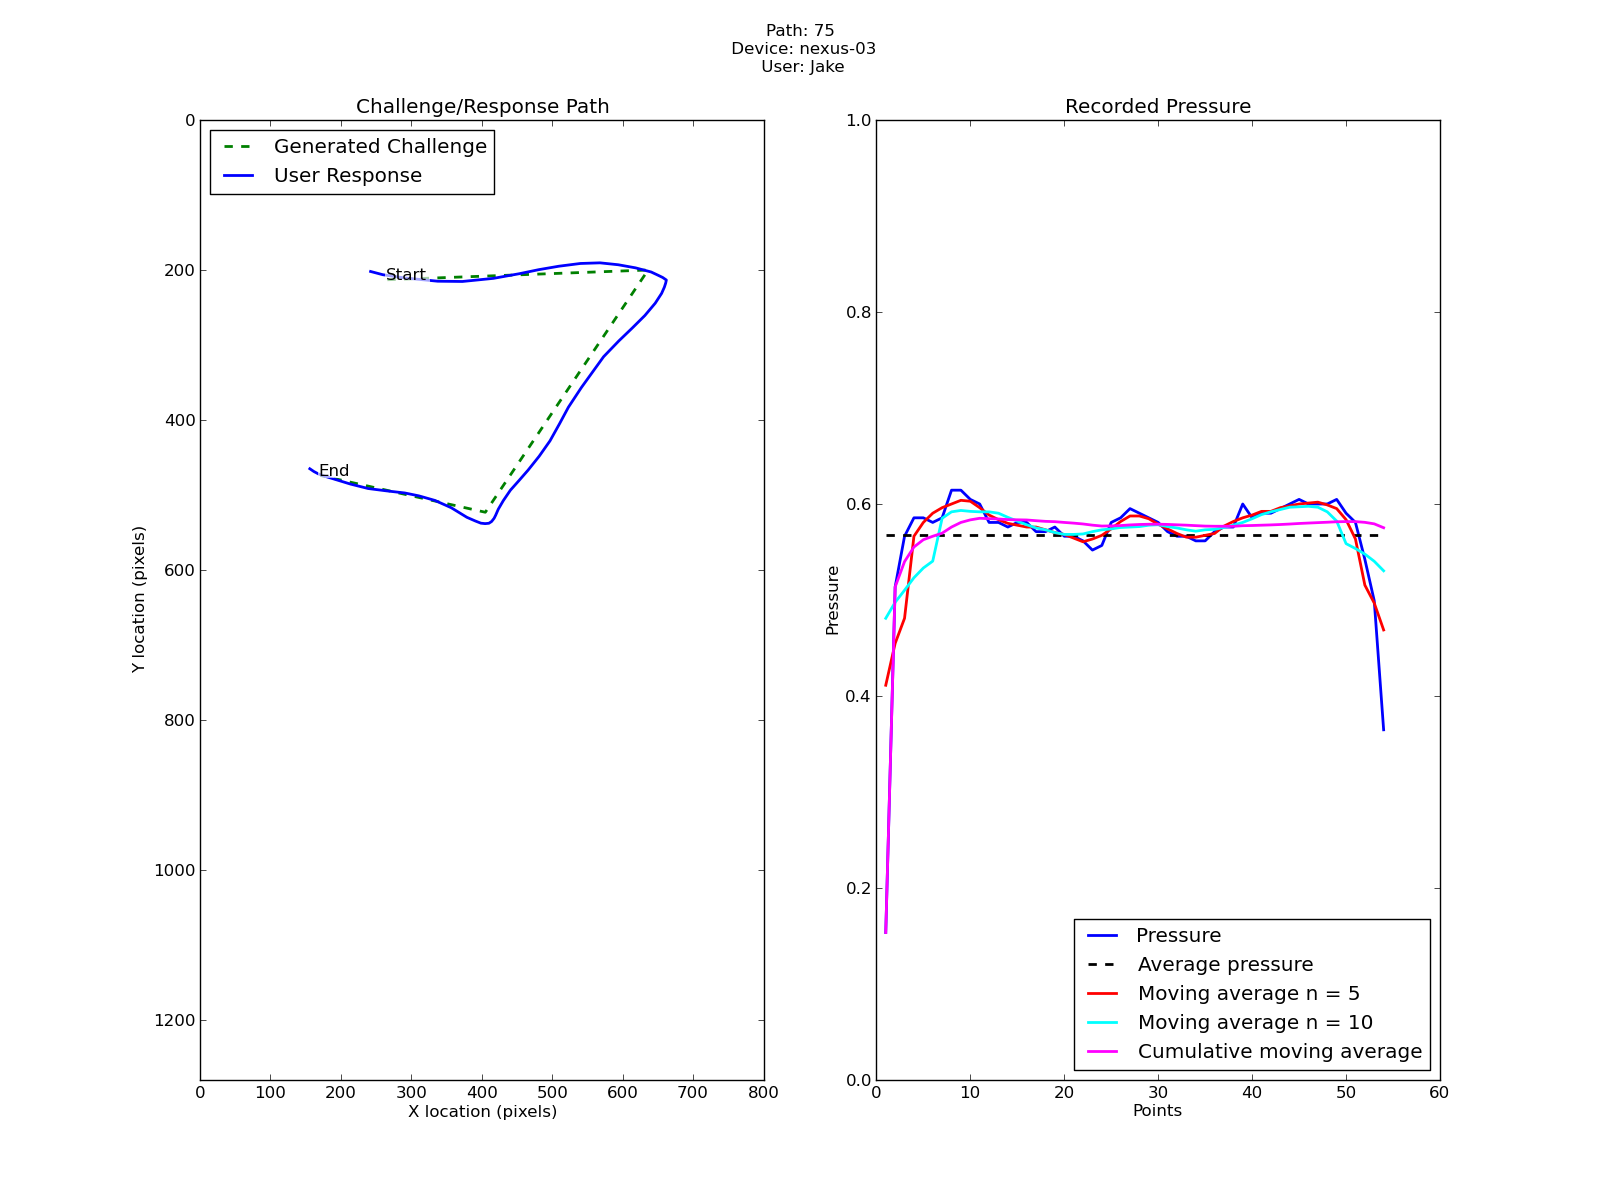 Path: 75
Device: nexus-03
User: Jake
Challenge/Response Path
Generated Challenge
User Response
Start
End
0
200
400
600
800
1000
1200
Y location (pixels)
0 100 200 300 400 500 600 700 800
X location (pixels)
Recorded Pressure
1.0
0.8
0.6
0.4
0.2
0.0
Pressure
Pressure
Average pressure
Moving average n = 5
Moving average n = 10
Cumulative moving average
0 10 20 30 40 50 60
Points